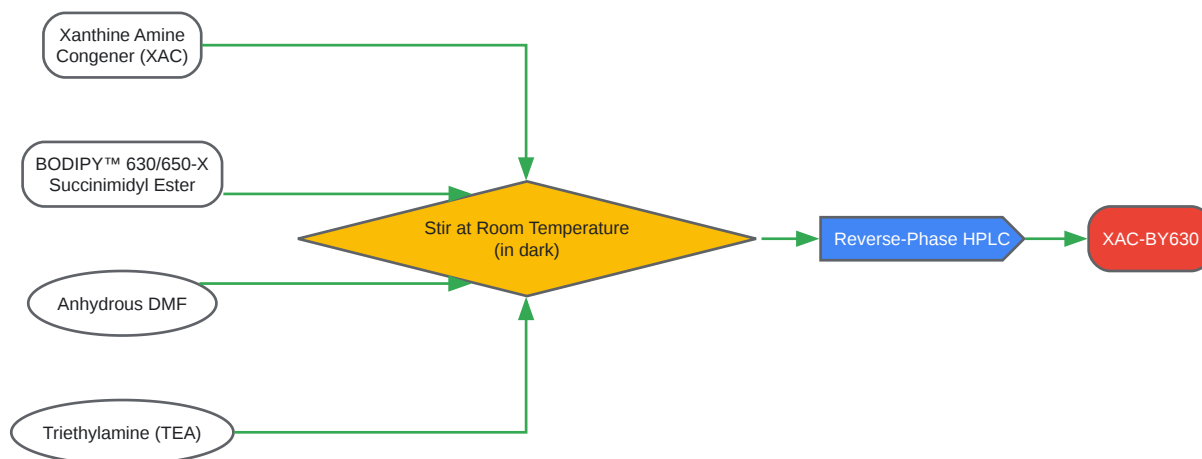 Xanthine Amine
Congener (XAC)
BODIPY™ 630/650-X
Succinimidyl Ester
Anhydrous DMF
Triethylamine (TEA)
Stir at Room Temperature
(in dark)
Reverse-Phase HPLC
XAC-BY630